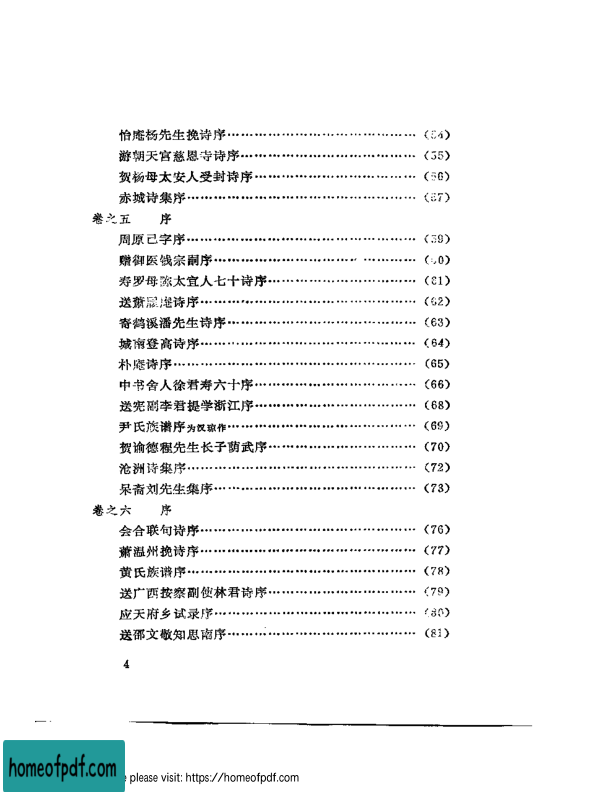 怡庵杨先生挽诗序……………………………(54)
游朝天宫慈恩寺诗序……………………………(55)
贺杨母太安人受封诗序……………………………(56)
赤城诗集序……………………………(57)
卷之五 序
周原己字序……………………………(59)
赠御医钱宗嗣序……………………………(60)
寿罗母陈太宜人七十诗序……………………………(61)
送萧 庵诗序……………………………(62)
寄鹤溪潘先生诗序……………………………(63)
城南登高诗序……………………………(64)
朴庵诗序……………………………(65)
中书舍人徐君寿六十序……………………………(66)
送宪副李君提学浙江序……………………………(68)
尹氏族谱序为汉琼作……………………………(69)
贺谕德程先生长子荫武序……………………………(70)
沧洲诗集序……………………………(72)
呆斋刘先生集序……………………………(73)
卷之六 序
会合联句诗序……………………………(76)
萧温州挽诗序……………………………(77)
黄氏族谱序……………………………(78)
送广西按察副使林君诗序……………………………(79)
应天府乡试录序……………………………(80)
送邵文敬知思南序……………………………(81)
4
homeofpdf.com
please visit: https://homeofpdf.com